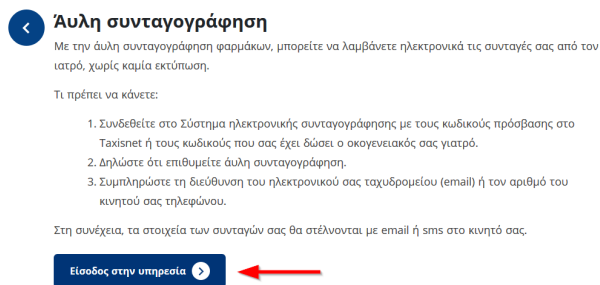 Άυλη συνταγογράφηση
Με την άυλη συνταγογράφηση φαρμάκων, μπορείτε να λαμβάνετε ηλεκτρονικά τις συνταγές σας από τον
ιατρό, χωρίς καμία εκτύπωση.
Τι πρέπει να κάνετε:
1. Συνδεθείτε στο Σύστημα ηλεκτρονικής συνταγογράφησης με τους κωδικούς πρόσβασης στο
Taxisnet ή τους κωδικούς που σας έχει δώσει ο οκογενειακός σας γιατρό.
2. Δηλώστε ότι επιθυμείτε άυλη συνταγογράφηση.
3. Συμπληρώστε τη διεύθυνση του ηλεκτρονικού σας ταχυδρομείου (email) ή τον αριθμό του
κινητού σας τηλεφώνου.
Στη συνέχεια, τα στοιχεία των συνταγών σας θα στέλνονται με email ή sms στο κινητό σας.
Είσοδος στην υπηρεσία